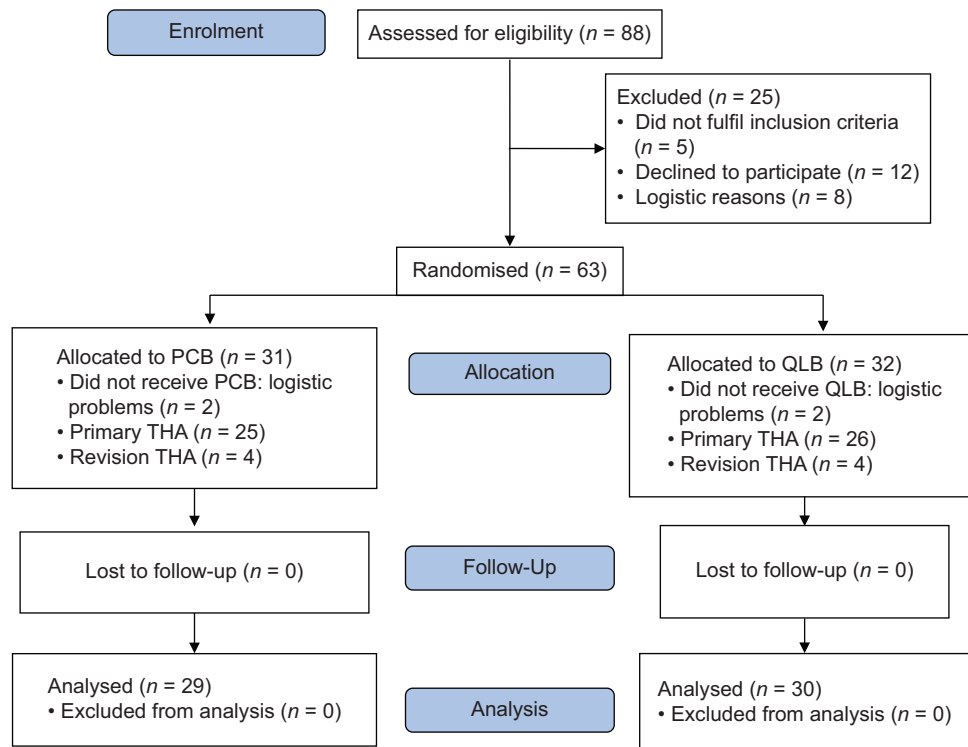 Enrolment
Assessed for eligibility (n = 88)
Excluded (n = 25)
• Did not fulfil inclusion criteria
(n = 5)
• Declined to participate (n = 12)
• Logistic reasons (n = 8)
Randomised (n = 63)
Allocated to PCB (n = 31)
• Did not receive PCB: logistic
problems (n = 2)
• Primary THA (n = 25)
• Revision THA (n = 4)
Allocation
Allocated to QLB (n = 32)
• Did not receive QLB: logistic
problems (n = 2)
• Primary THA (n = 26)
• Revision THA (n = 4)
Lost to follow-up (n = 0)
Follow-Up
Lost to follow-up (n = 0)
Analysed (n = 29)
• Excluded from analysis (n = 0)
Analysis
Analysed (n = 30)
• Excluded from analysis (n = 0)